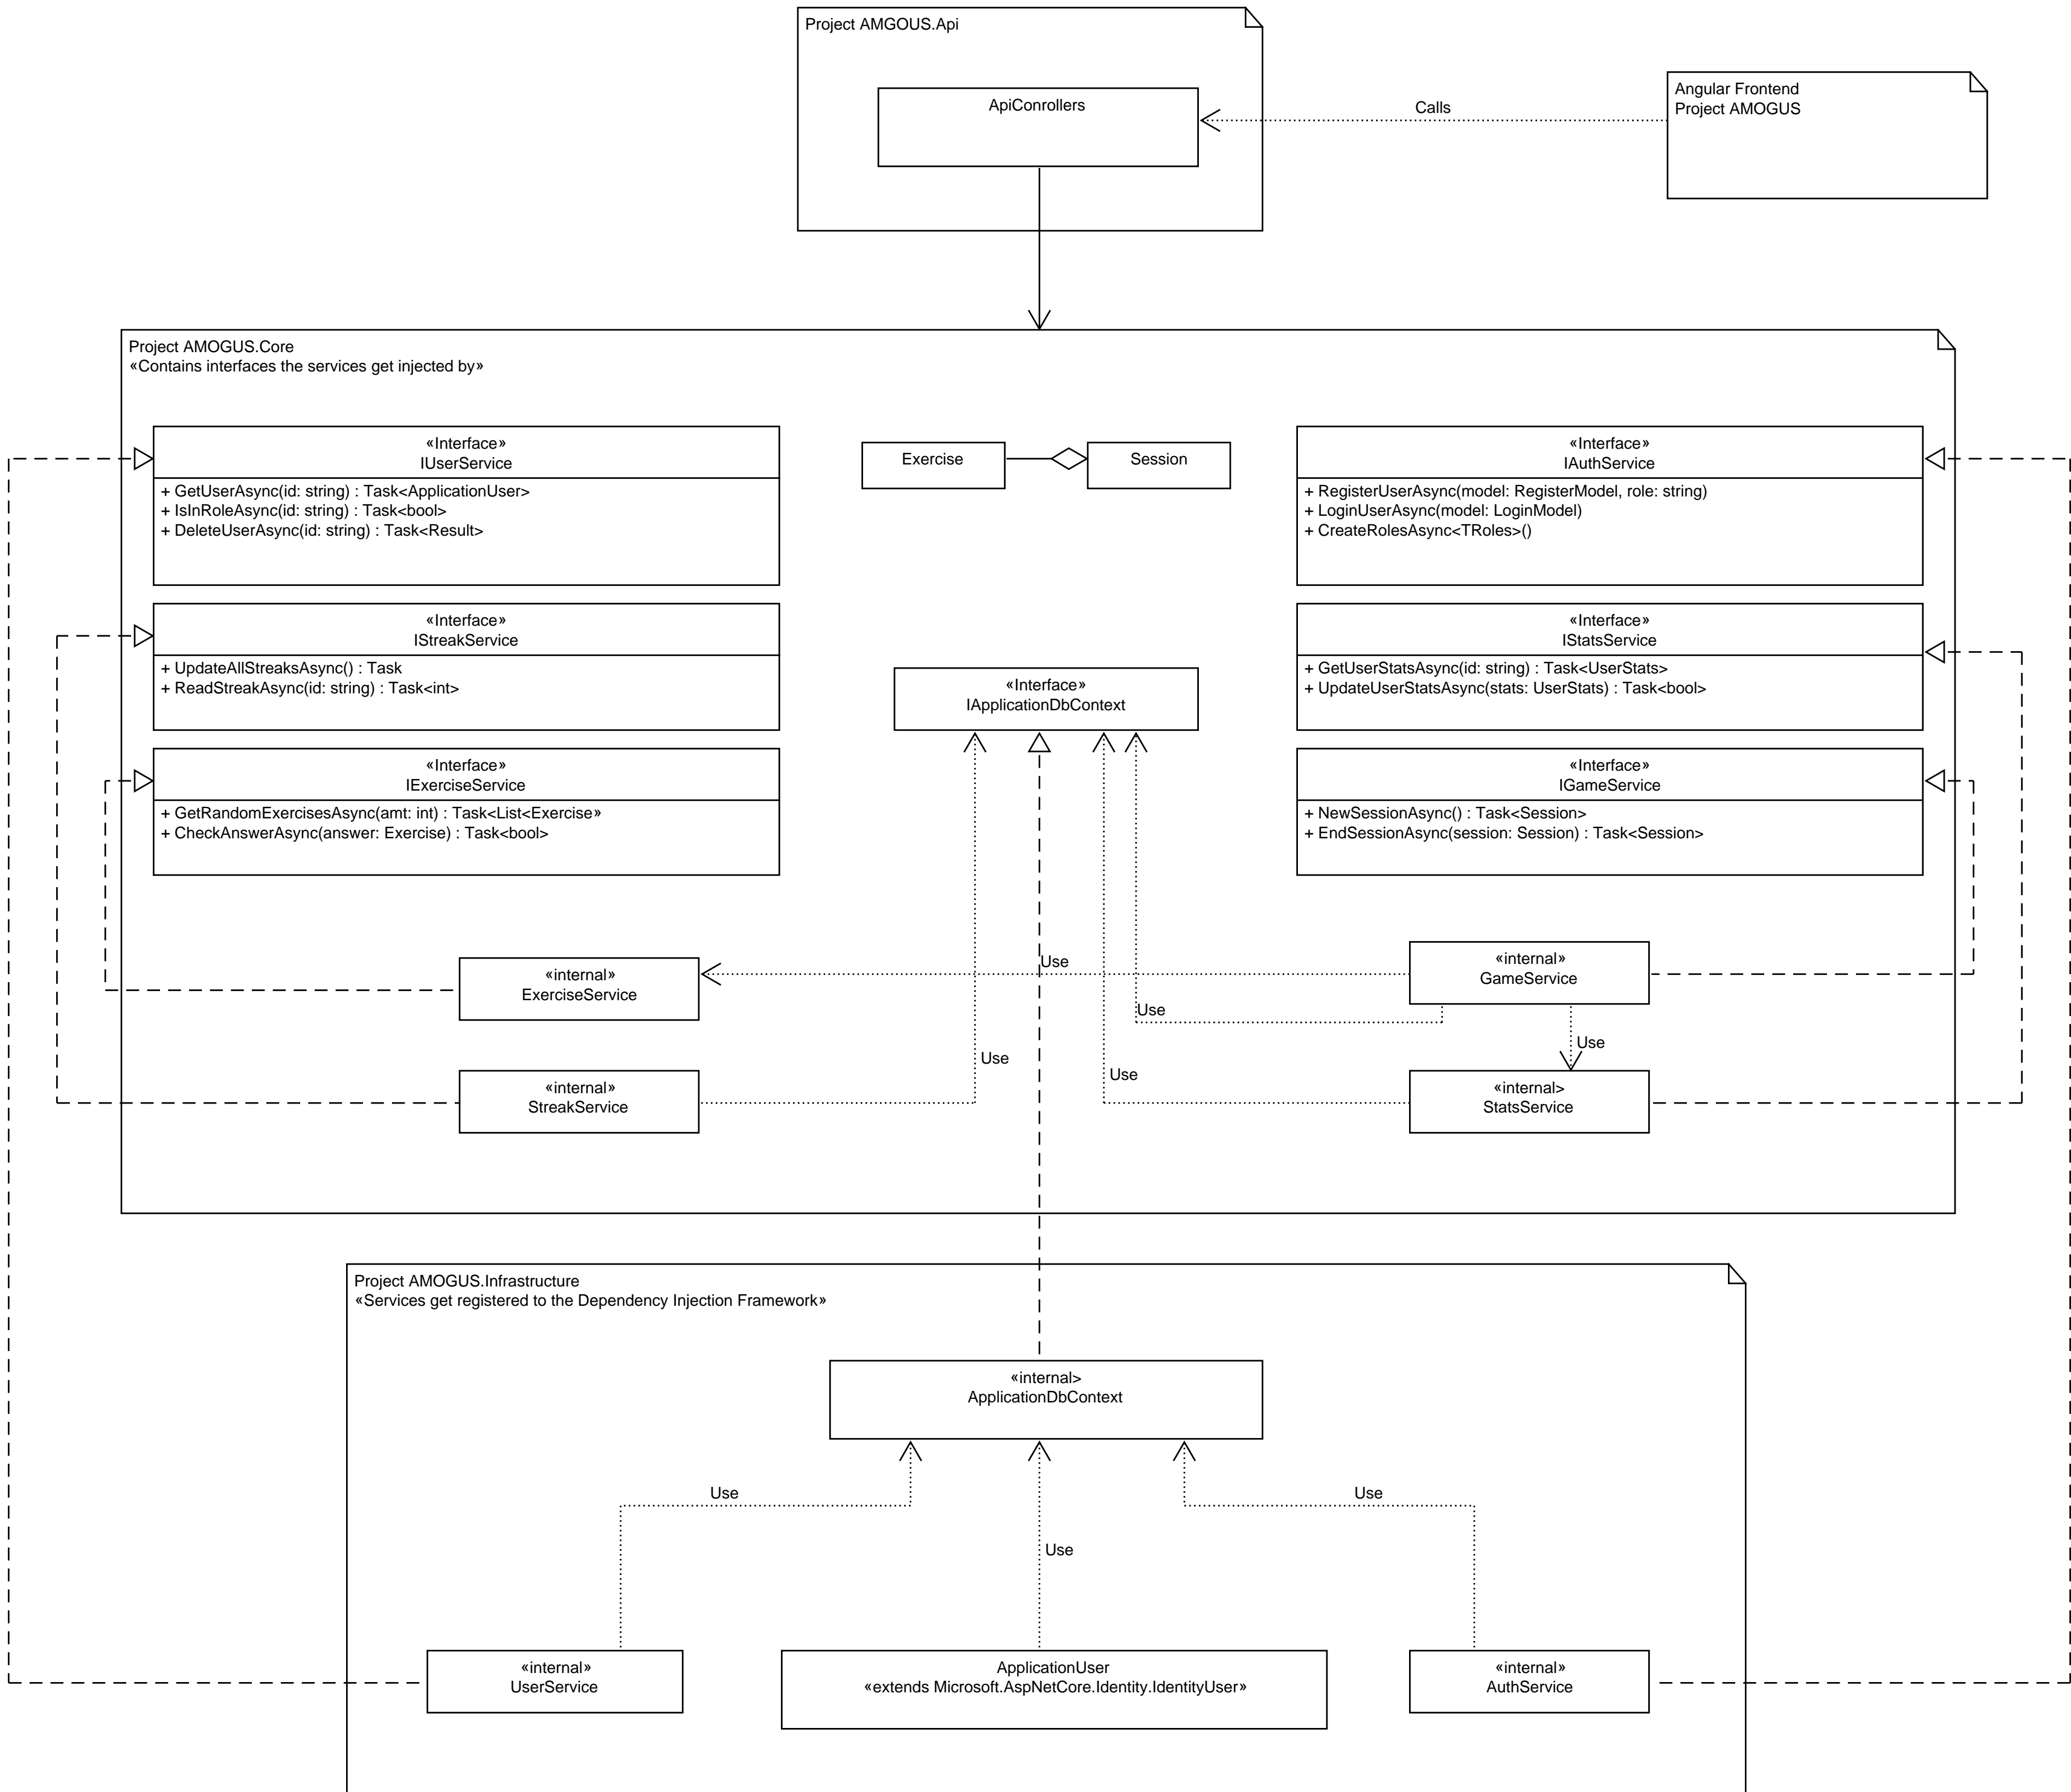 Project AMGOUS.Api
ApiConrollers
Calls
Angular Frontend
Project AMOGUS
Project AMOGUS.Core
«Contains interfaces the services get injected by»
«Interface»
IUserService
+ GetUserAsync(id: string) : Task<ApplicationUser>
+ IsInRoleAsync(id: string) : Task<bool>
+ DeleteUserAsync(id: string) : Task<Result>
Exercise
Session
«Interface»
IAuthService
+ RegisterUserAsync(model: RegisterModel, role: string)
+ LoginUserAsync(model: LoginModel)
+ CreateRolesAsync<TRoles>()
«Interface»
IStreakService
+ UpdateAllStreaksAsync() : Task
+ ReadStreakAsync(id: string) : Task<int>
«Interface»
IApplicationDbContext
«Interface»
IStatsService
+ GetUserStatsAsync(id: string) : Task<UserStats>
+ UpdateUserStatsAsync(stats: UserStats) : Task<bool>
«Interface»
IExerciseService
+ GetRandomExercisesAsync(amt: int) : Task<List<Exercise»
+ CheckAnswerAsync(answer: Exercise) : Task<bool>
«Interface»
IGameService
+ NewSessionAsync() : Task<Session>
+ EndSessionAsync(session: Session) : Task<Session>
«internal»
ExerciseService
Use
«internal»
GameService
Use
Use
Use
Use
«internal»
StreakService
«internal>
StatsService
Project AMOGUS.Infrastructure
«Services get registered to the Dependency Injection Framework»
«internal>
ApplicationDbContext
Use
Use
Use
«internal»
UserService
ApplicationUser
«extends Microsoft.AspNetCore.Identity.IdentityUser»
«internal»
AuthService